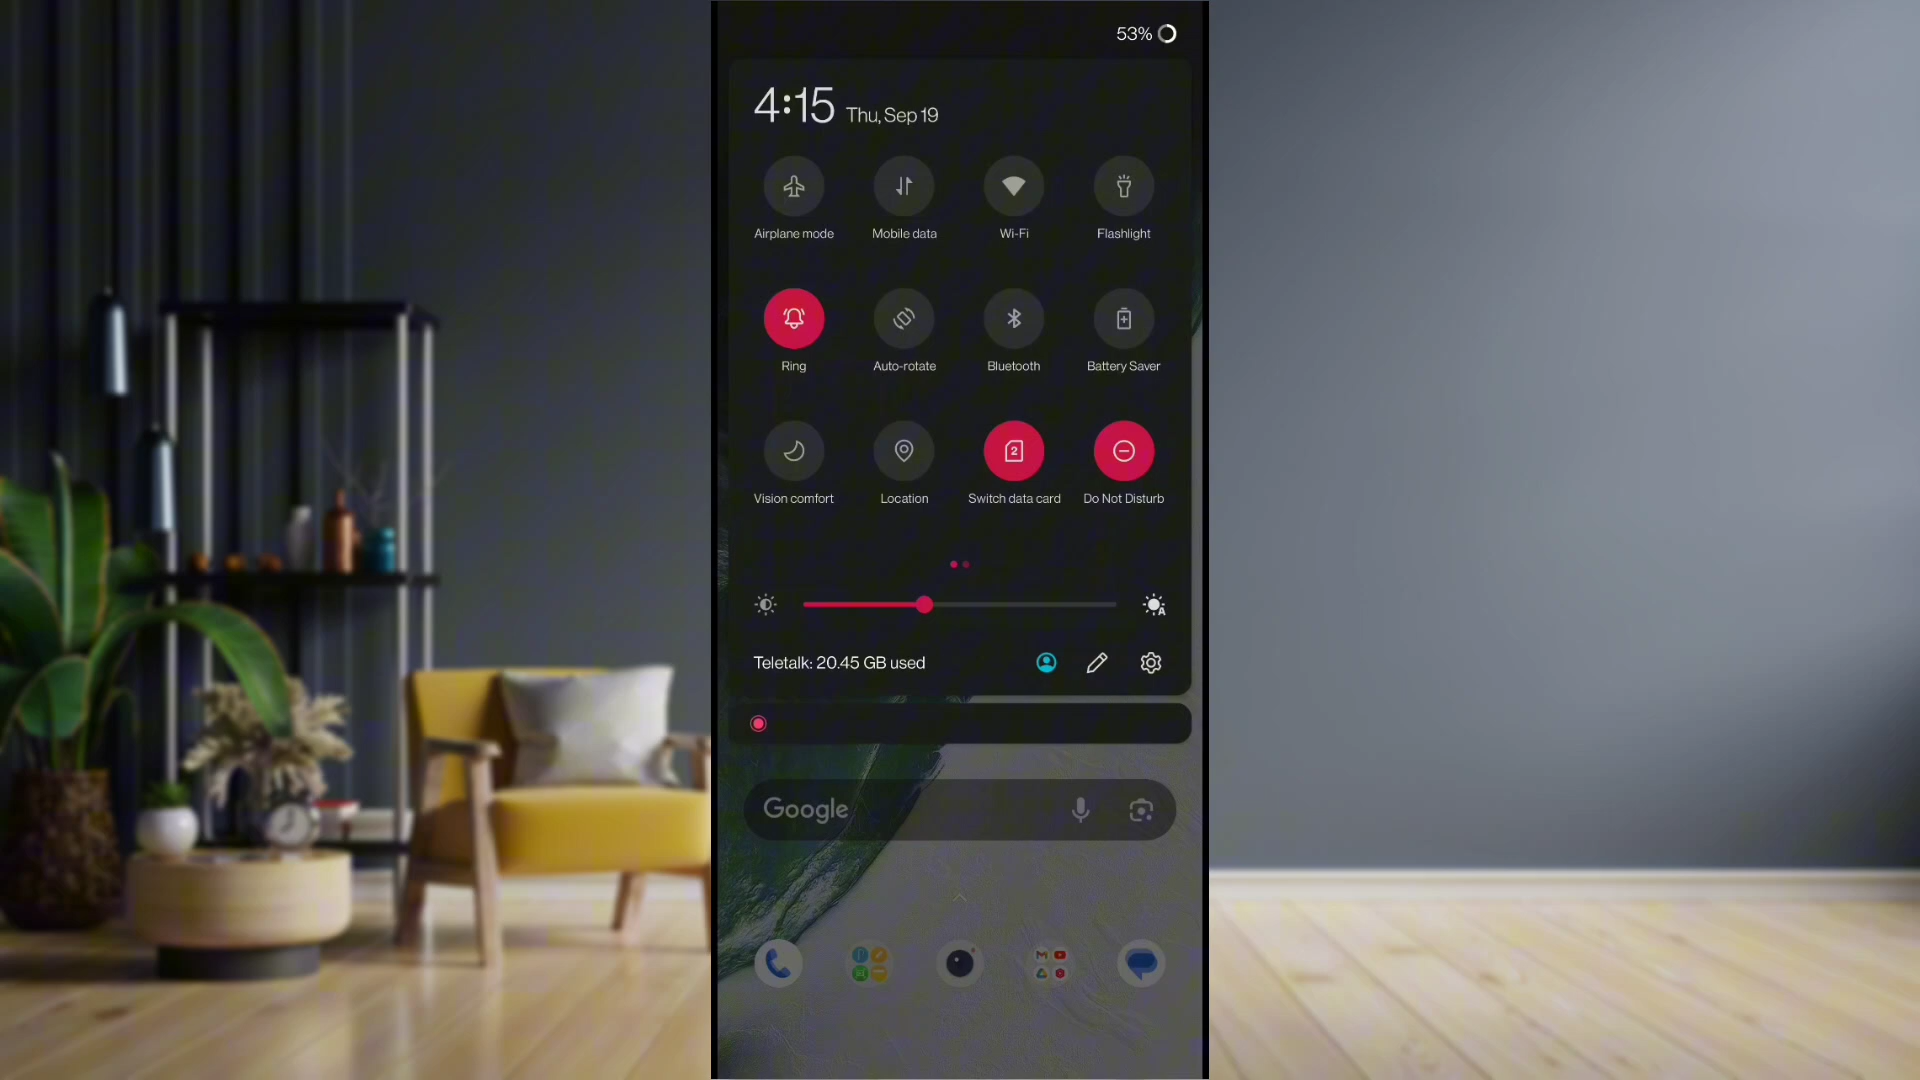 53%
4:15 Thu, Sep 19
Airplane mode Mobile data Wi-Fi Flashlight
Ring Auto-rotate Bluetooth Battery Saver
2
Vision comfort Location Switch data card Do Not Disturb
A
Teletalk: 20.45 GB used
Google